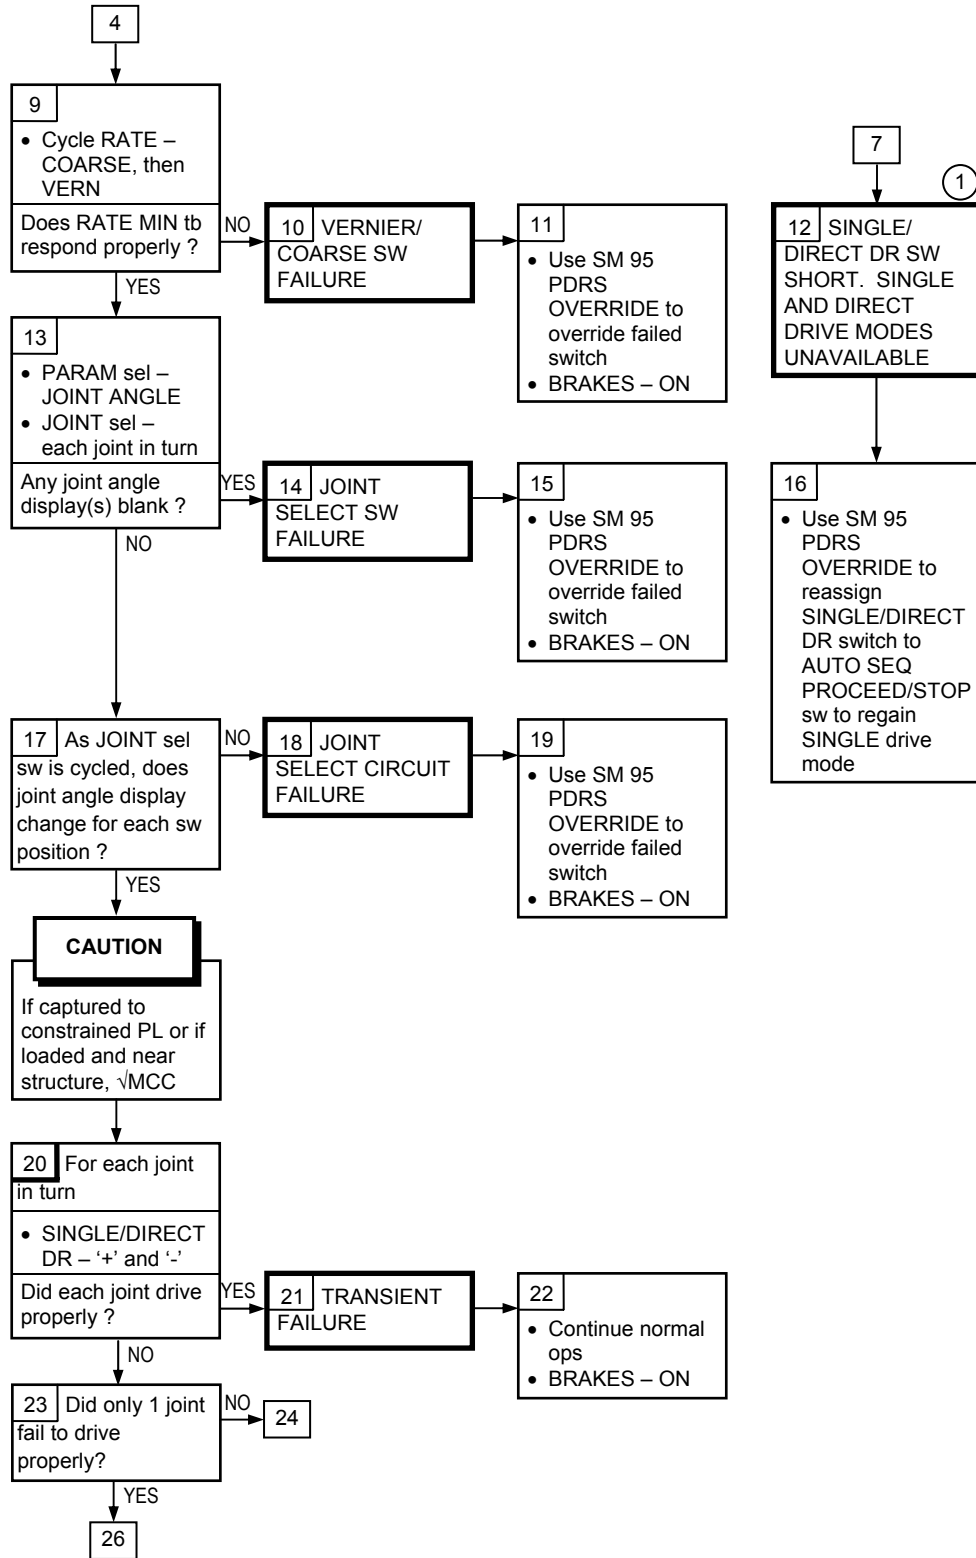 4
9
• Cycle RATE –
COARSE, then
VERN
Does RATE MIN tb
respond properly ?
NO
YES
10 VERNIER/
COARSE SW
FAILURE
11
• Use SM 95
PDRS
OVERRIDE to
override failed
switch
• BRAKES – ON
7
1
12 SINGLE/
DIRECT DR SW
SHORT. SINGLE
AND DIRECT
DRIVE MODES
UNAVAILABLE
13
• PARAM sel –
JOINT ANGLE
• JOINT sel –
each joint in turn
Any joint angle
display(s) blank ?
YES
NO
14 JOINT
SELECT SW
FAILURE
15
• Use SM 95
PDRS
OVERRIDE to
override failed
switch
• BRAKES – ON
16
• Use SM 95
PDRS
OVERRIDE to
reassign
SINGLE/DIRECT
DR switch to
AUTO SEQ
PROCEED/STOP
sw to regain
SINGLE drive
mode
17 As JOINT sel
sw is cycled, does
joint angle display
change for each sw
position ?
NO
YES
18 JOINT
SELECT CIRCUIT
FAILURE
19
• Use SM 95
PDRS
OVERRIDE to
override failed
switch
• BRAKES – ON
CAUTION
If captured to
constrained PL or if
loaded and near
structure, √MCC
20 For each joint
in turn
• SINGLE/DIRECT
DR – ‘+’ and ‘-’
Did each joint drive
properly ?
YES
NO
21 TRANSIENT
FAILURE
22
• Continue normal
ops
• BRAKES – ON
23 Did only 1 joint
fail to drive
properly?
NO
24
YES
26